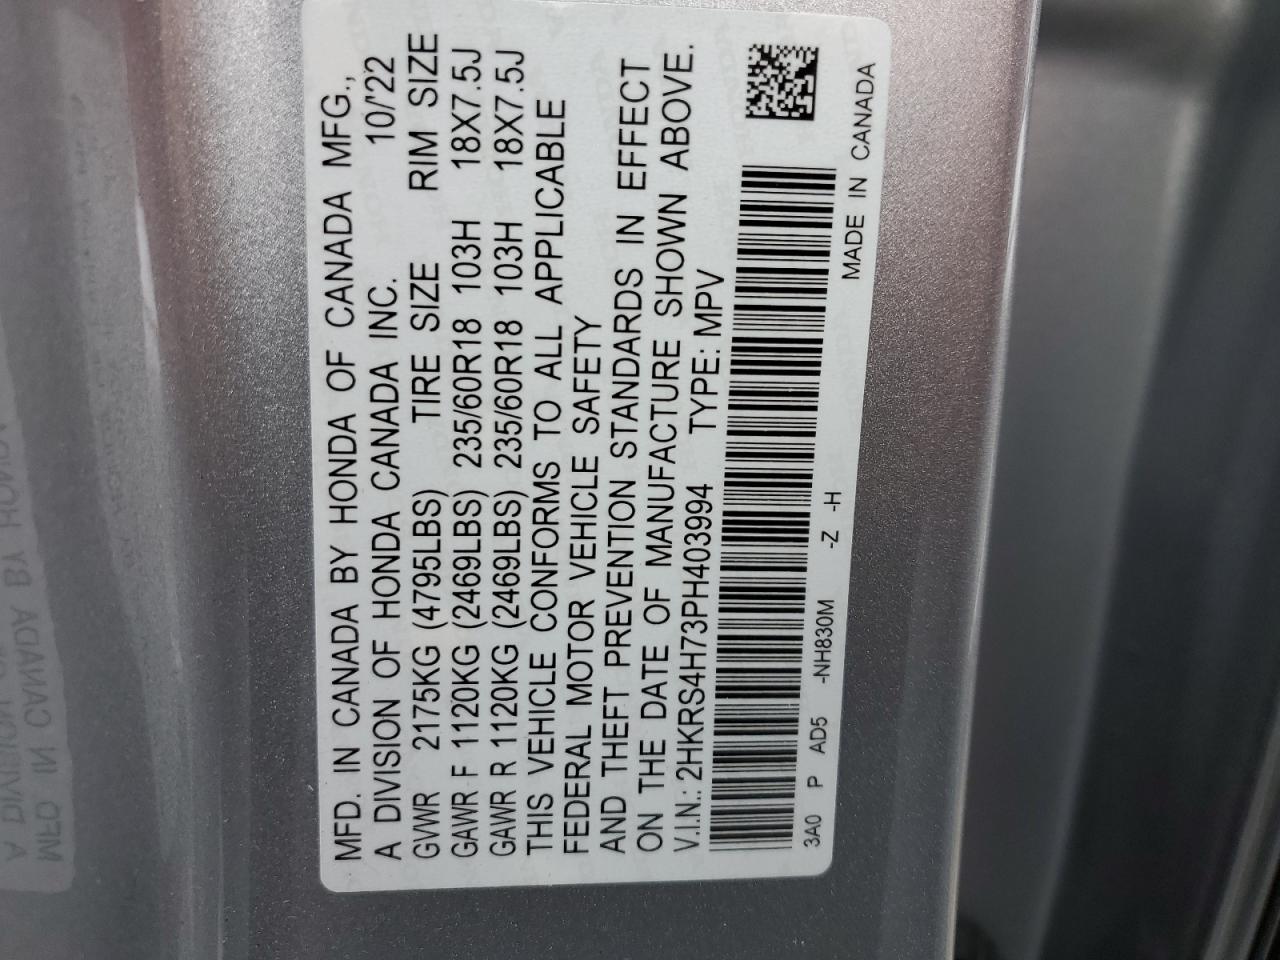 MFD. IN CANADA BY HONDA OF CANADA MFG.,
A DIVISION OF HONDA CANADA INC. 10/'22
GVWR 2175KG (4795LBS) TIRE SIZE RIM SIZE
GAWR F 1120KG (2469LBS) 235/60R18 103H 18X7.5J
GAWR R 1120KG (2469LBS) 235/60R18 103H 18X7.5J
THIS VEHICLE CONFORMS TO ALL APPLICABLE
FEDERAL MOTOR VEHICLE SAFETY
AND THEFT PREVENTION STANDARDS IN EFFECT
ON THE DATE OF MANUFACTURE SHOWN ABOVE.
V.I.N.: 2HKRS4H73PH403994 TYPE: MPV
3A0 P AD5 -NH830M -Z -H
MADE IN CANADA